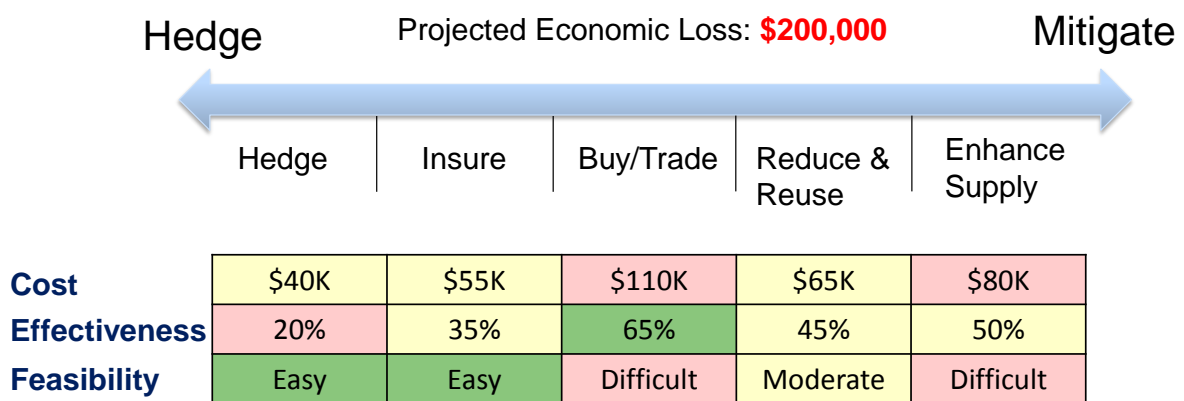 Hedge Projected Economic Loss: $200,000 Mitigate
Hedge Insure Buy/Trade Reduce & Enhance
Reuse Supply
Cost $40K $55K $110K $65K $80K
Effectiveness 20% 35% 65% 45% 50%
Feasibility Easy Easy Difficult Moderate Difficult